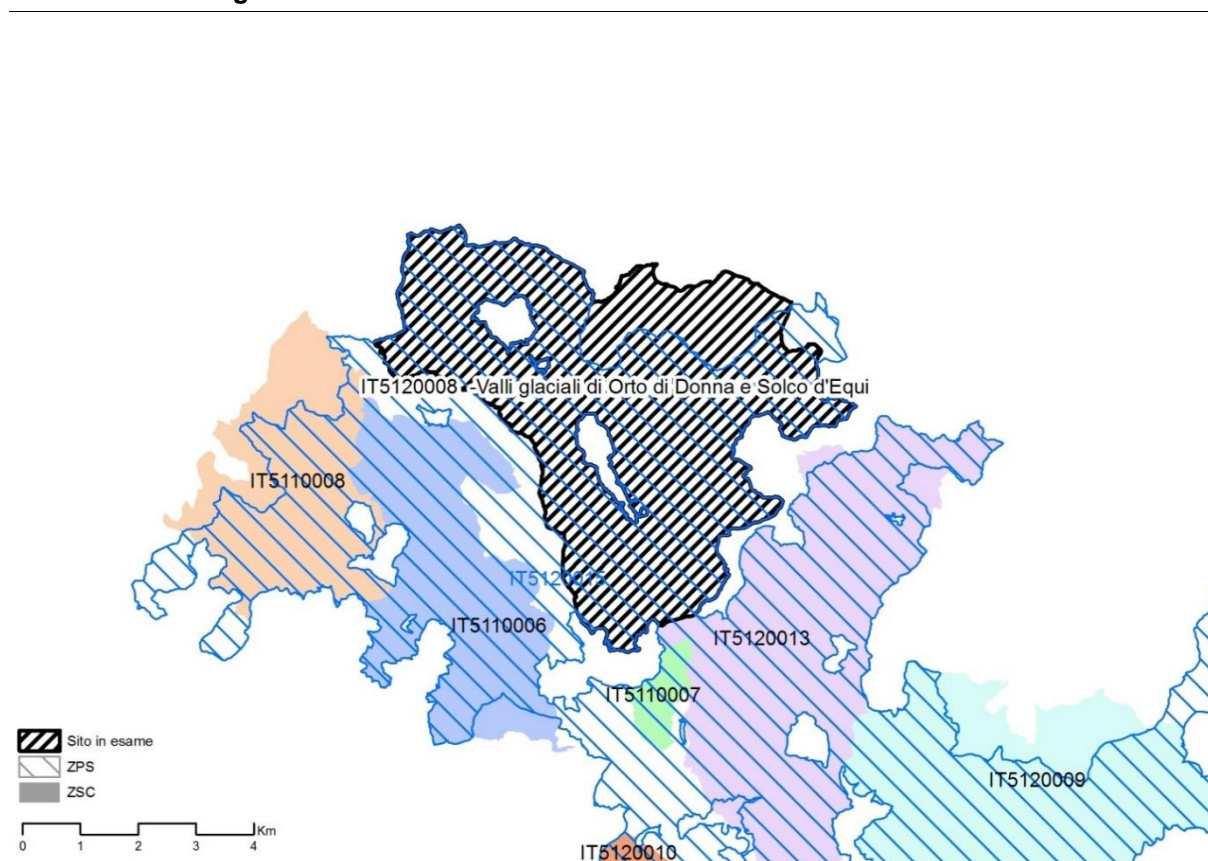 IT5120008 -Valli glaciali di Orto di Donna e Solco d'Equi
IT5110008
IT5120015
IT5110006
IT5120013
IT5110007
IT5120009
IT5120010
Sito in esame
ZPS
ZSC
Km
0 1 2 3 4